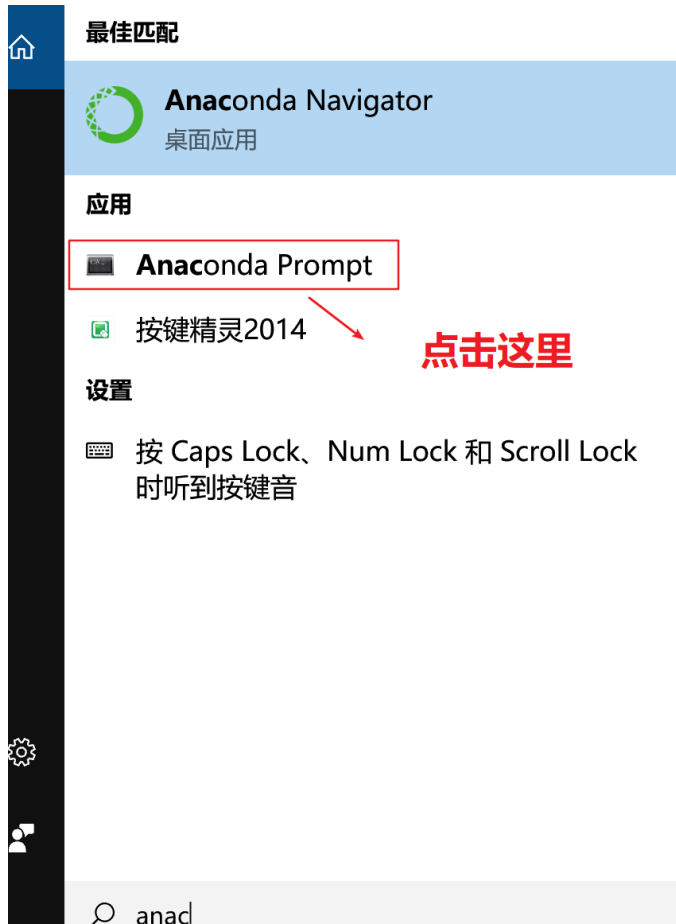 最佳匹配
Anaconda Navigator
桌面应用
应用
Anaconda Prompt
按键精灵2014
点击这里
设置
按 Caps Lock、Num Lock 和 Scroll Lock
时听到按键音
anac